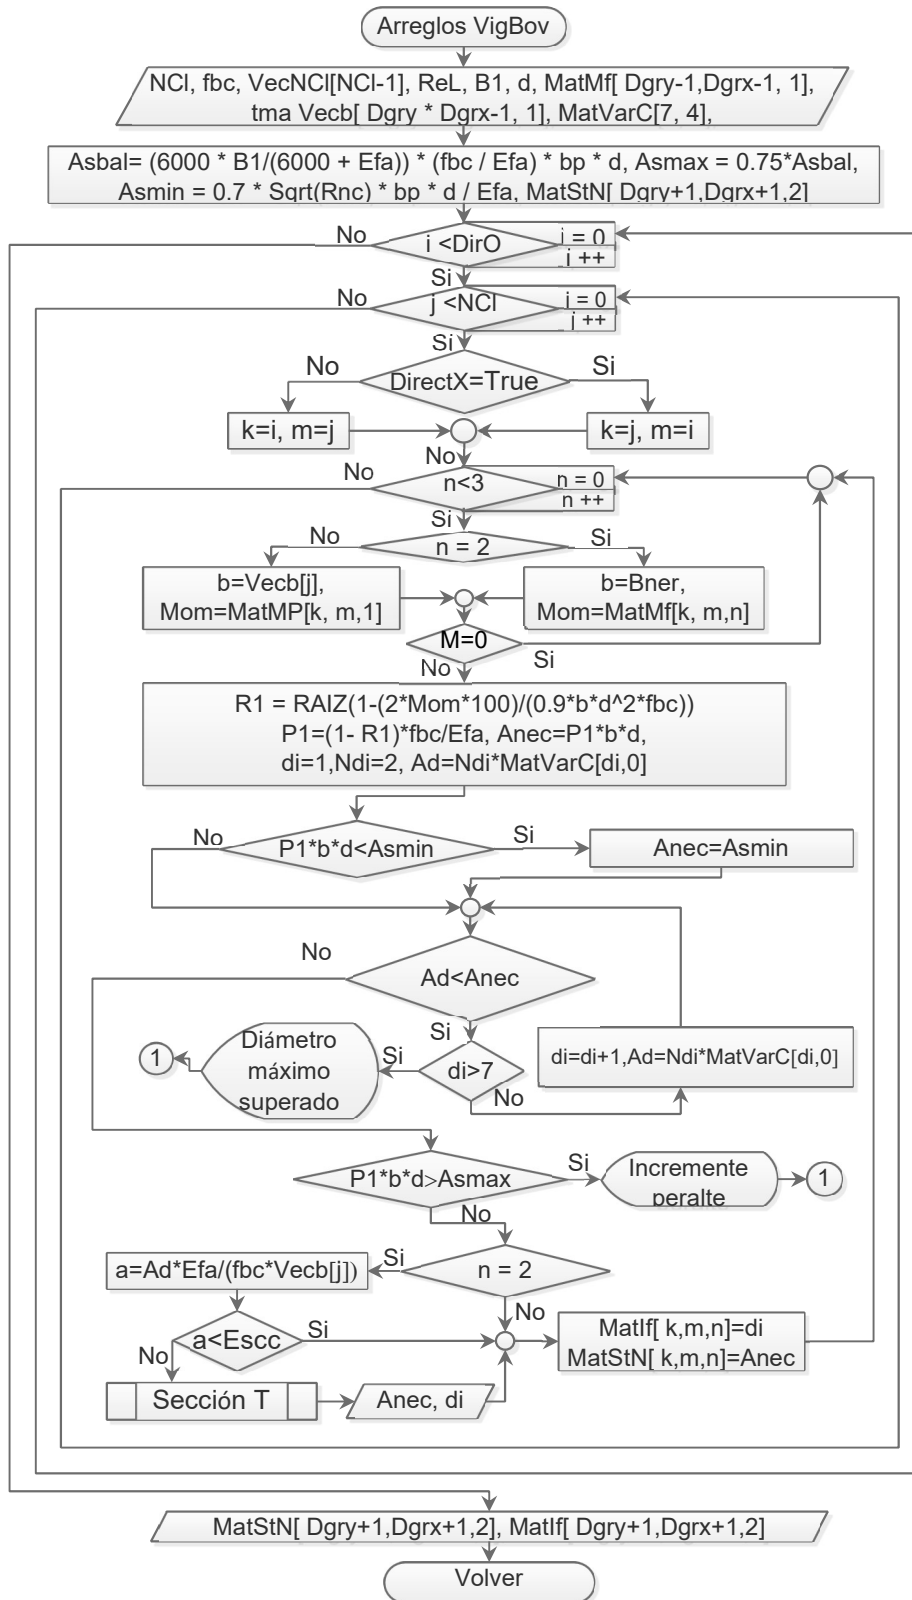 Arreglos VigBov
NCl, fbc, VecNCl[NCl-1], ReL, B1, d, MatMf[ Dgry-1,Dgrx-1, 1],
tma Vecb[ Dgry * Dgrx-1, 1], MatVarC[7, 4],
Asbal= (6000 * B1/(6000 + Efa)) * (fbc / Efa) * bp * d, Asmax = 0.75*Asbal,
Asmin = 0.7 * Sqrt(Rnc) * bp * d / Efa, MatStN[ Dgry+1,Dgrx+1,2]
No
i <DirO
i = 0
i ++
Si
No
j <NCl
j = 0
j ++
Si
No
DirectX=True
Si
k=i, m=j
k=j, m=i
No
No
n<3
n = 0
n ++
Si
No
n = 2
Si
b=Vecb[j],
Mom=MatMP[k, m,1]
b=Bner,
Mom=MatMf[k, m,n]
M=0
No
Si
R1 = RAIZ(1-(2*Mom*100)/(0.9*b*d^2*fbc))
P1=(1- R1)*fbc/Efa, Anec=P1*b*d,
di=1,Ndi=2, Ad=Ndi*MatVarC[di,0]
No
P1*b*d<Asmin
Si
Anec=Asmin
No
Ad<Anec
Si
1
Diámetro
máximo
superado
Si
di>7
No
di=di+1,Ad=Ndi*MatVarC[di,0]
P1*b*d>Asmax
Si
Incremente
peralte
1
No
a=Ad*Efa/(fbc*Vecb[j])
Si
n = 2
No
a<Escc
Si
No
MatIf[ k,m,n]=di
MatStN[ k,m,n]=Anec
Sección T
Anec, di
MatStN[ Dgry+1,Dgrx+1,2], MatIf[ Dgry+1,Dgrx+1,2]
Volver